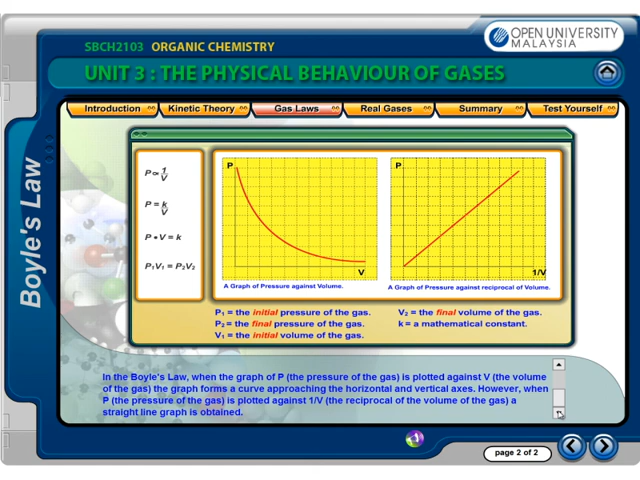 OPEN UNIVERSITY
MALAYSIA
SBCH2103 ORGANIC CHEMISTRY
UNIT 3 : THE PHYSICAL BEHAVIOUR OF GASES
Introduction
Kinetic Theory
Gas Laws
Real Gases
Summary
Test Yourself
Boyle's Law
P ∝ 1/V
P = k/V
P • V = k
P₁V₁ = P₂V₂
P
V
A Graph of Pressure against Volume.
P
1/V
A Graph of Pressure against reciprocal of Volume.
P₁ = the initial pressure of the gas.
P₂ = the final pressure of the gas.
V₁ = the initial volume of the gas.
V₂ = the final volume of the gas.
k = a mathematical constant.
In the Boyle's Law, when the graph of P (the pressure of the gas) is plotted against V (the volume
of the gas) the graph forms a curve approaching the horizontal and vertical axes. However, when
P (the pressure of the gas) is plotted against 1/V (the reciprocal of the volume of the gas) a
straight line graph is obtained.
page 2 of 2